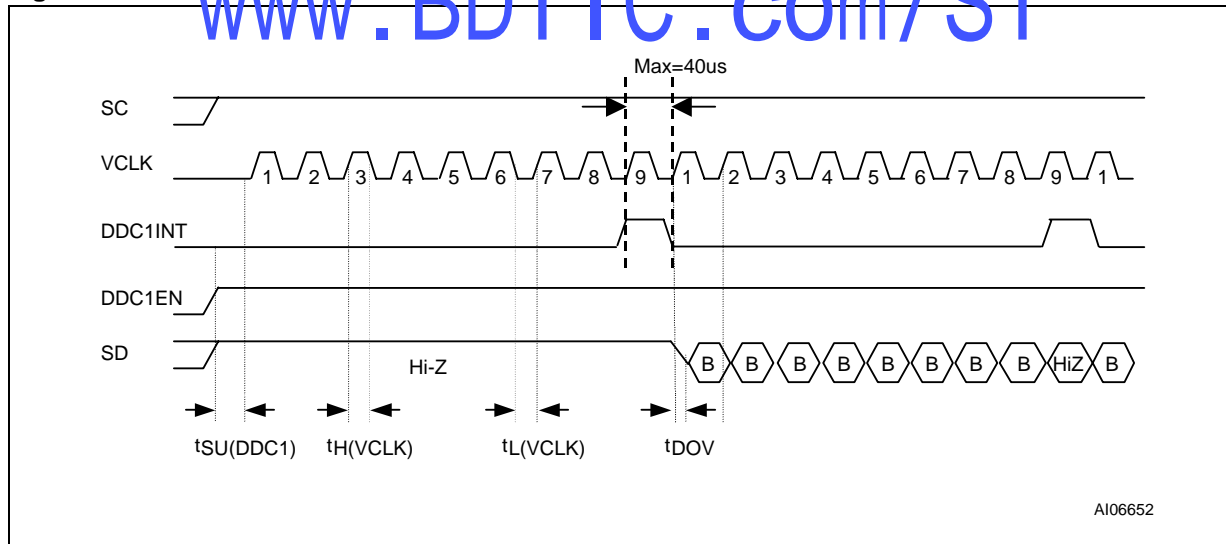 www.BDTIC.com/ST
Max=40us
SC
VCLK
1 2 3 4 5 6 7 8 9 1 2 3 4 5 6 7 8 9 1
DDC1INT
DDC1EN
SD
Hi-Z
B B B B B B B B HiZ B
tSU(DDC1) tH(VCLK) tL(VCLK) tDOV
AI06652